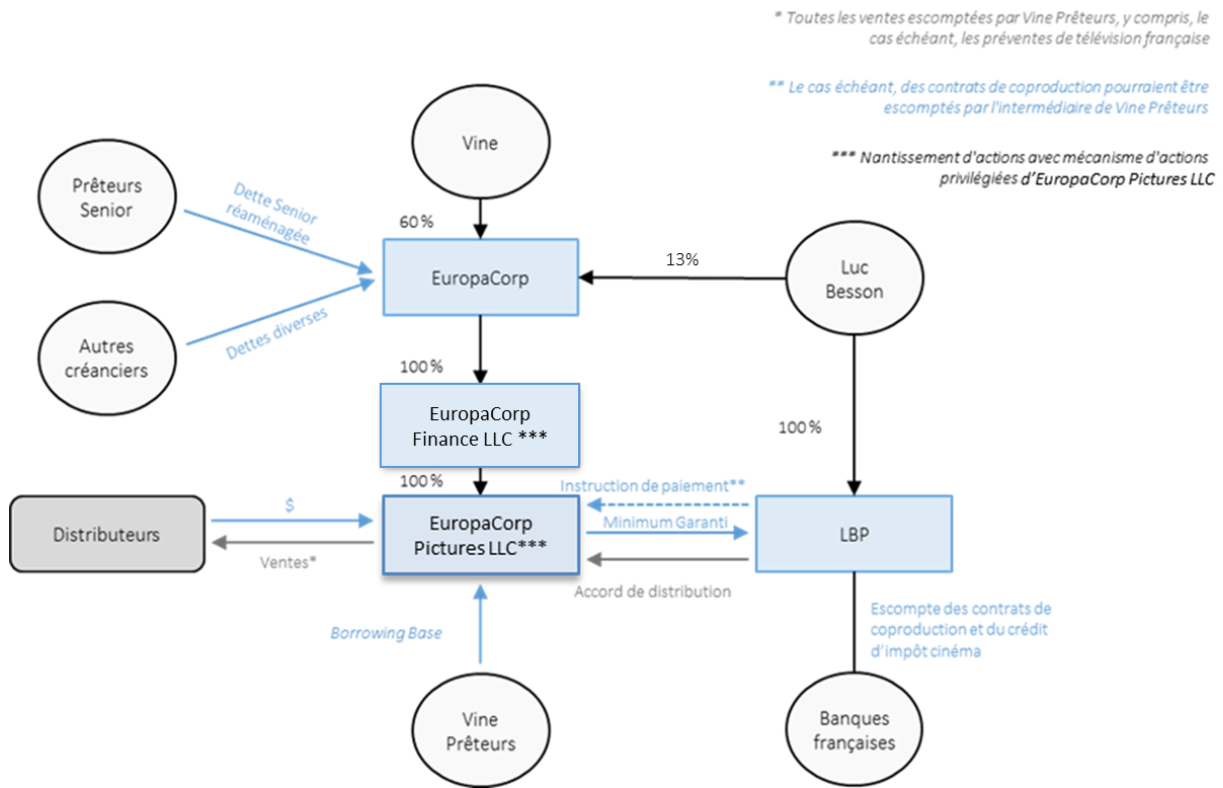 * Toutes les ventes escomptées par Vine Prêteurs, y compris, le
cas échéant, les préventes de télévision française
** Le cas échéant, des contrats de coproduction pourraient être
escomptés par l'intermédiaire de Vine Prêteurs
*** Nantissement d'actions avec mécanisme d'actions
privilégiées d’EuropaCorp Pictures LLC
Vine
Prêteurs
Senior
Dette Senior
réaménagée
60 %
EuropaCorp
13%
Luc
Besson
Autres
créanciers
Dettes diverses
100 %
EuropaCorp
Finance LLC ***
100 %
100 %
Distributeurs
$
Ventes*
EuropaCorp
Pictures LLC***
Instruction de paiement**
Minimum Garanti
Accord de distribution
LBP
Borrowing Base
Escompte des contrats de
coproduction et du crédit
d’impôt cinéma
Vine
Prêteurs
Banques
françaises